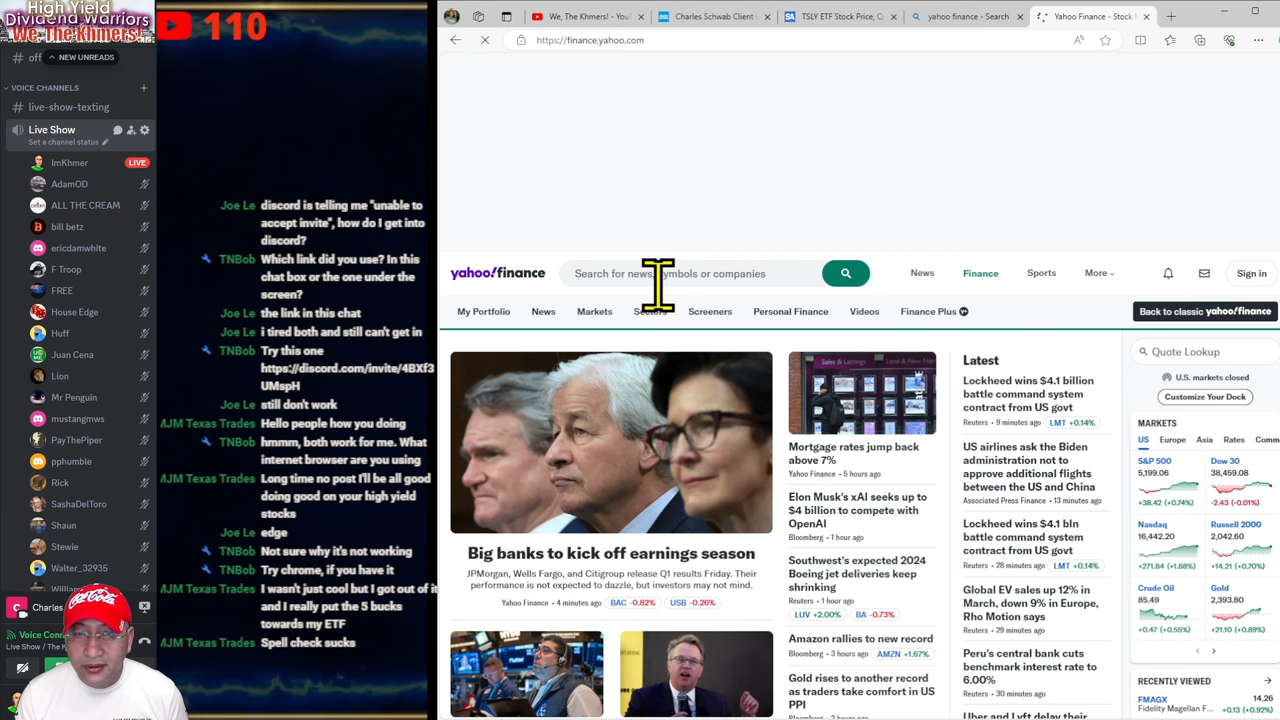 High Yield
Dividend Warriors
We, The Khmers!
# off
NEW UNREADS
VOICE CHANNELS
# live-show-texting
Live Show
Set a channel status
ImKhmer
LIVE
AdamOD
ALL THE CREAM
bill betz
ericdamwhite
F Troop
FREE
House Edge
Huff
Juan Cena
Lion
Mr Penguin
mustangmws
PayThePiper
pphumble
Rick
SashaDelToro
Shaun
Stewie
Walter_32935
Charles
Voice Conn
Live Show / The K
110
Joe Le discord is telling me "unable to
accept invite", how do I get into
discord?
TNBob Which link did you use? In this
chat box or the one under the
screen?
Joe Le the link in this chat
Joe Le i tired both and still can't get in
TNBob Try this one
https://discord.com/invite/4BXf3
UMspH
Joe Le still don't work
MJM Texas Trades Hello people how you doing
TNBob hmmm, both work for me. What
internet browser are you using
MJM Texas Trades Long time no post I'll be all good
doing good on your high yield
stocks
Joe Le edge
TNBob Not sure why it's not working
TNBob Try chrome, if you have it
MJM Texas Trades I wasn't just cool but I got out of it
and I really put the 5 bucks
towards my ETF
MJM Texas Trades Spell check sucks
We, The Khmers! - YouT
Charles Schwab Client C
TSLY ETF Stock Price, Q
yahoo finance - Search
Yahoo Finance - Stock M
https://finance.yahoo.com
yahoo!finance
Search for news, symbols or companies
News
Finance
Sports
More
Sign in
My Portfolio
News
Markets
Sectors
Screeners
Personal Finance
Videos
Finance Plus
Back to classic yahoo!finance
Big banks to kick off earnings season
JPMorgan, Wells Fargo, and Citigroup release Q1 results Friday. Their
performance is not expected to dazzle, but investors may not mind.
Yahoo Finance • 4 minutes ago
BAC -0.82%
USB -0.26%
Mortgage rates jump back
above 7%
Yahoo Finance • 5 hours ago
Elon Musk's xAI seeks up to
$4 billion to compete with
OpenAI
Bloomberg • 1 hour ago
Southwest's expected 2024
Boeing jet deliveries keep
shrinking
Reuters • 1 hour ago
LUV +2.00%
BA -0.73%
Amazon rallies to new record
Bloomberg • 3 hours ago
AMZN +1.67%
Gold rises to another record
as traders take comfort in US
PPI
Latest
Lockheed wins $4.1 billion
battle command system
contract from US govt
Reuters • 9 minutes ago
LMT +0.14%
US airlines ask the Biden
administration not to
approve additional flights
between the US and China
Associated Press Finance • 13 minutes ago
Lockheed wins $4.1 bln
battle command system
contract from US govt
Reuters • 28 minutes ago
LMT +0.14%
Global EV sales up 12% in
March, down 9% in Europe,
Rho Motion says
Reuters • 29 minutes ago
Peru's central bank cuts
benchmark interest rate to
6.00%
Reuters • 30 minutes ago
Uber and Lyft delay their
Quote Lookup
U.S. markets closed
Customize Your Dock
MARKETS
US
Europe
Asia
Rates
Comm
S&P 500
5,199.06
+38.42 (+0.74%)
Dow 30
38,459.08
-2.43 (-0.01%)
Nasdaq
16,442.20
+271.84 (+1.68%)
Russell 2000
2,042.60
+14.21 (+0.70%)
Crude Oil
85.49
+0.47 (+0.55%)
Gold
2,393.80
+21.10 (+0.89%)
RECENTLY VIEWED
FMAGX
14.26
Fidelity Magellan F...
+0.13 (+0.92%)